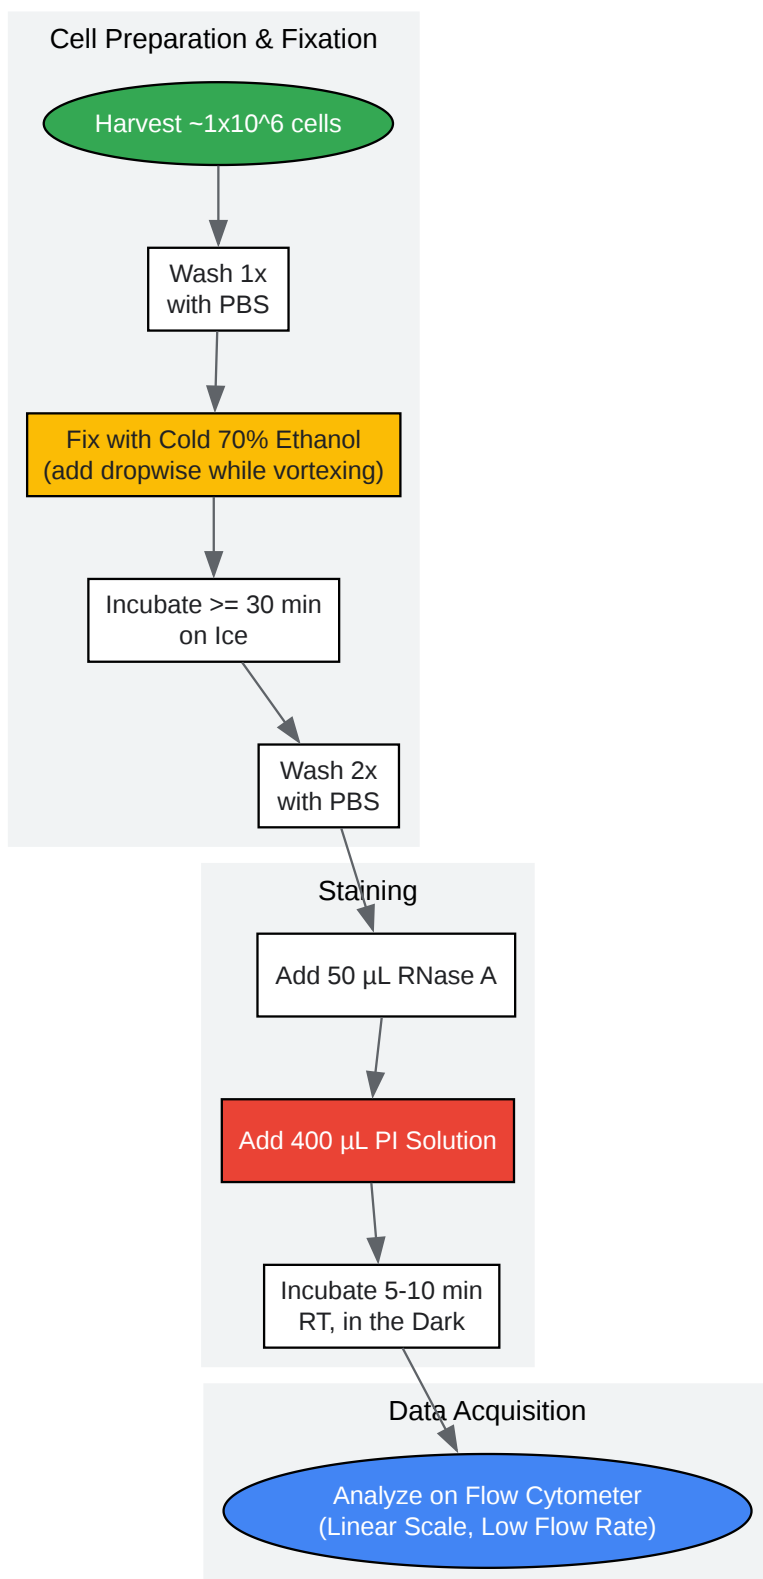 Cell Preparation & Fixation
Harvest ~1x10^6 cells
Wash 1x
with PBS
Fix with Cold 70% Ethanol
(add dropwise while vortexing)
Incubate >= 30 min
on Ice
Wash 2x
with PBS
Staining
Add 50 µL RNase A
Add 400 µL PI Solution
Incubate 5-10 min
RT, in the Dark
Data Acquisition
Analyze on Flow Cytometer
(Linear Scale, Low Flow Rate)